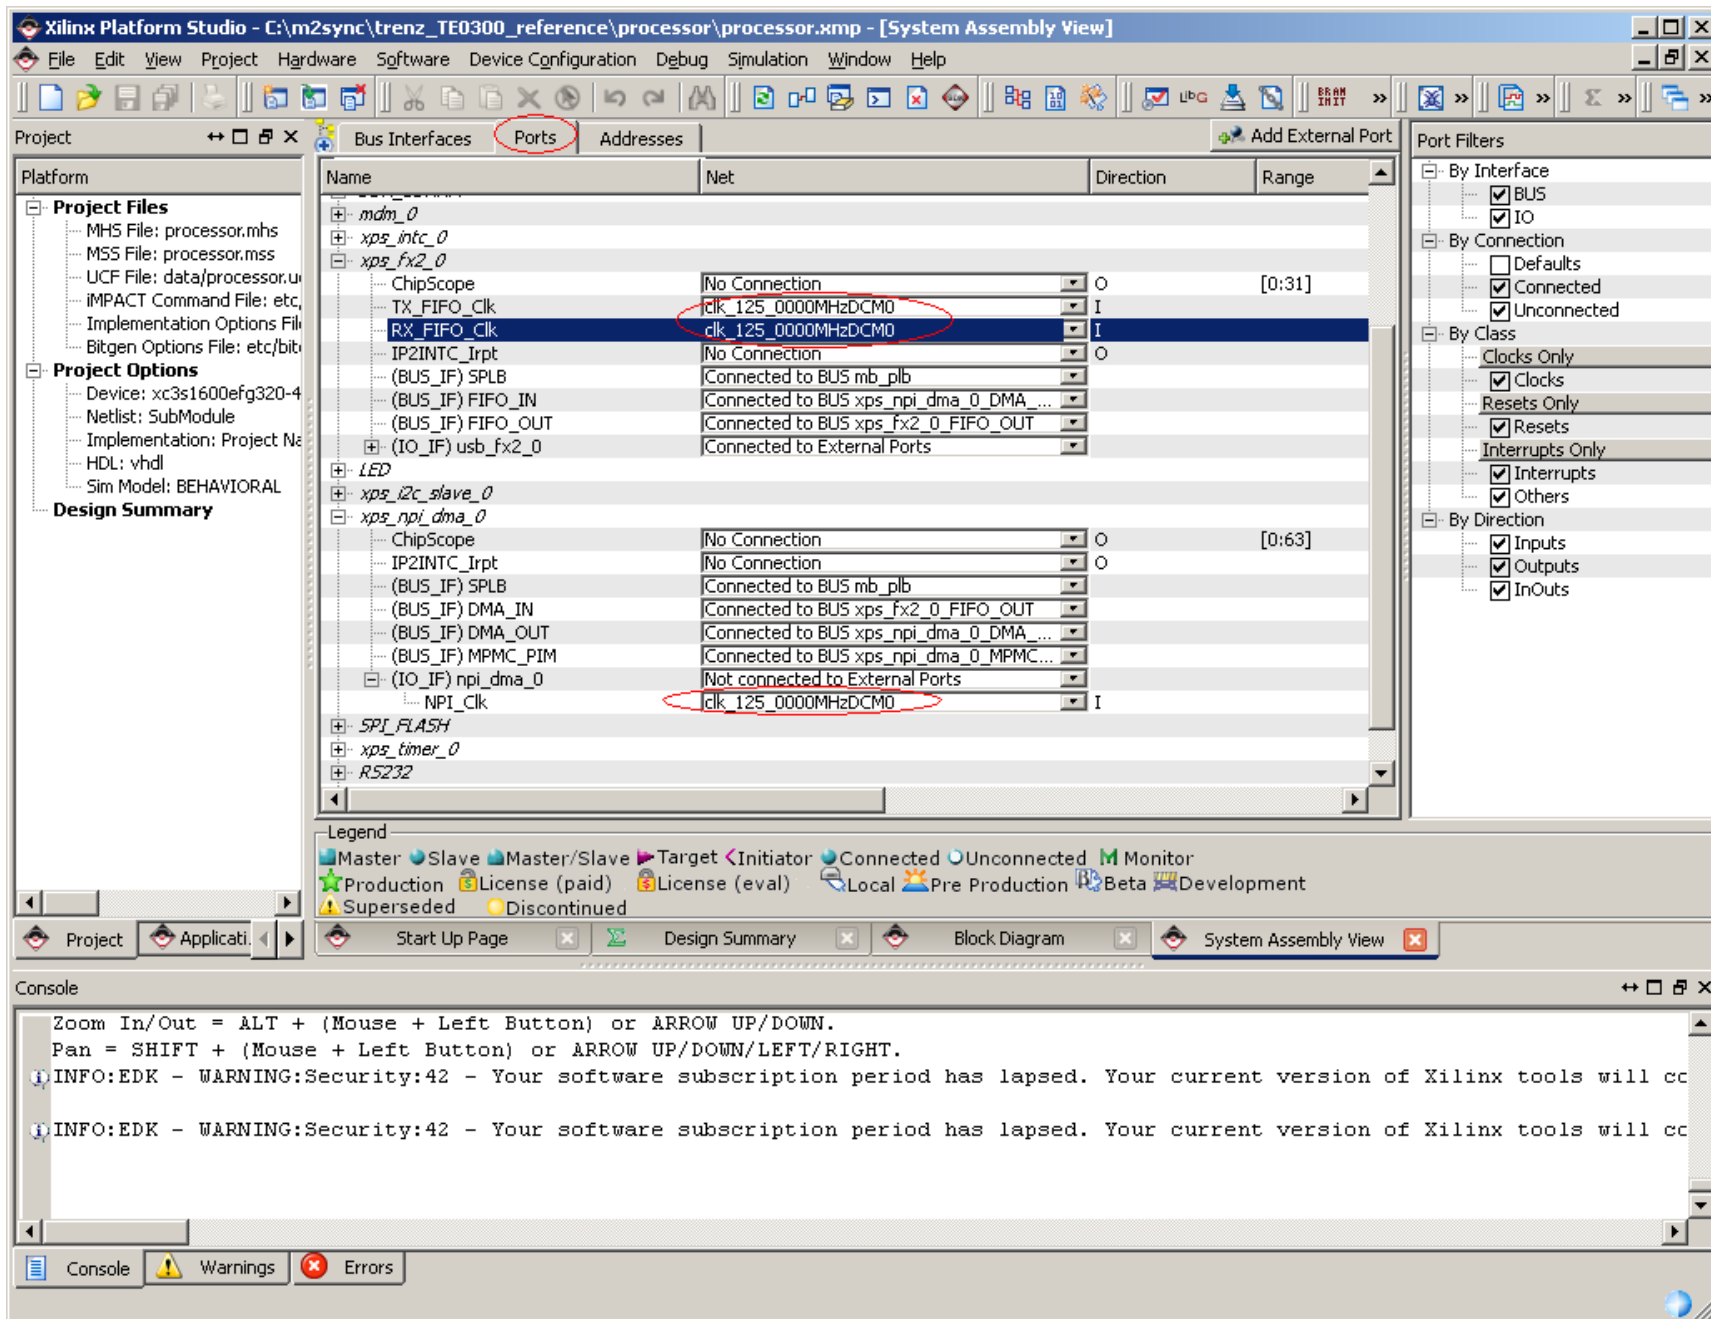 Xilinx Platform Studio - C:\m2sync\trenz_TE0300_reference\processor\processor.xmp - [System Assembly View]
File Edit View Project Hardware Software Device Configuration Debug Simulation Window Help
Project
Platform
Project Files
MHS File: processor.mhs
MSS File: processor.mss
UCF File: data/processor.u
iMPACT Command File: etc,
Implementation Options Fil
Bitgen Options File: etc/bit
Project Options
Device: xc3s1600efg320-4
Netlist: SubModule
Implementation: Project Na
HDL: vhdl
Sim Model: BEHAVIORAL
Design Summary
Project Applicati.
Bus Interfaces Ports Addresses Add External Port
Name Net Direction Range
mdm_0
xps_intc_0
xps_fx2_0
ChipScope No Connection O [0:31]
TX_FIFO_Clk clk_125_0000MHzDCM0 I
RX_FIFO_Clk clk_125_0000MHzDCM0 I
IP2INTC_Irpt No Connection O
(BUS_IF) SPLB Connected to BUS mb_plb
(BUS_IF) FIFO_IN Connected to BUS xps_npi_dma_0_DMA_...
(BUS_IF) FIFO_OUT Connected to BUS xps_fx2_0_FIFO_OUT
(IO_IF) usb_fx2_0 Connected to External Ports
LED
xps_i2c_slave_0
xps_npi_dma_0
ChipScope No Connection O [0:63]
IP2INTC_Irpt No Connection O
(BUS_IF) SPLB Connected to BUS mb_plb
(BUS_IF) DMA_IN Connected to BUS xps_fx2_0_FIFO_OUT
(BUS_IF) DMA_OUT Connected to BUS xps_npi_dma_0_DMA_...
(BUS_IF) MPMC_PIM Connected to BUS xps_npi_dma_0_MPMC...
(IO_IF) npi_dma_0 Not connected to External Ports
NPI_Clk clk_125_0000MHzDCM0 I
SPI_FLASH
xps_timer_0
RS232
Port Filters
By Interface
BUS
IO
By Connection
Defaults
Connected
Unconnected
By Class
Clocks Only
Clocks
Resets Only
Resets
Interrupts Only
Interrupts
Others
By Direction
Inputs
Outputs
InOuts
Legend
Master Slave Master/Slave Target Initiator Connected Unconnected M Monitor
Production License (paid) License (eval) Local Pre Production Beta Development
Superseded Discontinued
Start Up Page Design Summary Block Diagram System Assembly View
Console
Zoom In/Out = ALT + (Mouse + Left Button) or ARROW UP/DOWN.
Pan = SHIFT + (Mouse + Left Button) or ARROW UP/DOWN/LEFT/RIGHT.
INFO:EDK - WARNING:Security:42 - Your software subscription period has lapsed. Your current version of Xilinx tools will co
INFO:EDK - WARNING:Security:42 - Your software subscription period has lapsed. Your current version of Xilinx tools will co
Console Warnings Errors